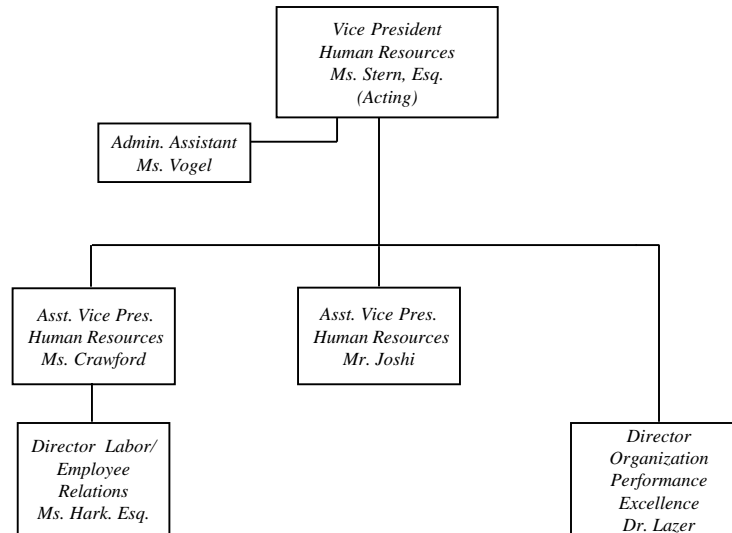 Vice President
Human Resources
Ms. Stern, Esq.
(Acting)
Admin. Assistant
Ms. Vogel
Asst. Vice Pres.
Human Resources
Ms. Crawford
Asst. Vice Pres.
Human Resources
Mr. Joshi
Director Labor/
Employee
Relations
Ms. Hark. Esq.
Director
Organization
Performance
Excellence
Dr. Lazer